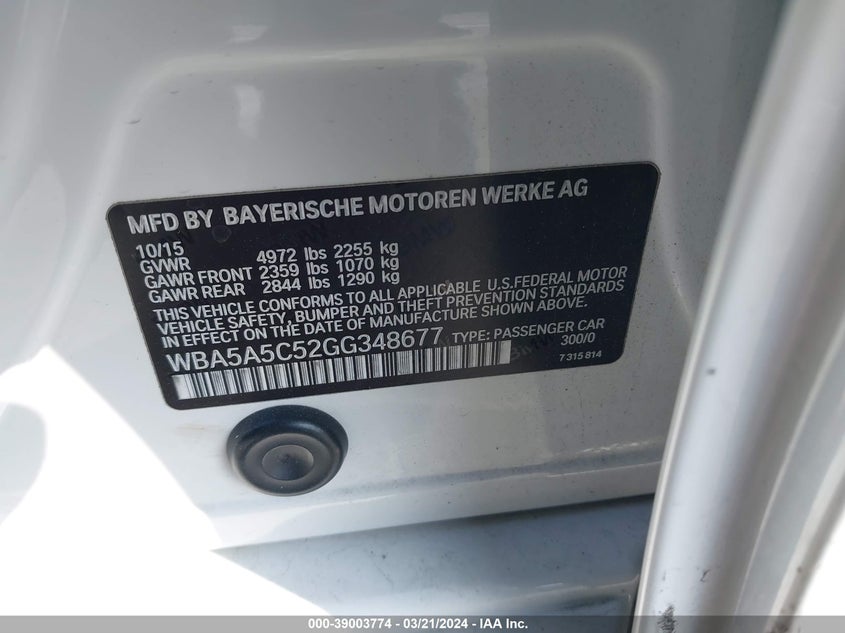 MFD BY BAYERISCHE MOTOREN WERKE AG
10/15
GVWR 4972 lbs 2255 kg
GAWR FRONT 2359 lbs 1070 kg
GAWR REAR 2844 lbs 1290 kg
THIS VEHICLE CONFORMS TO ALL APPLICABLE U.S.FEDERAL MOTOR
VEHICLE SAFETY, BUMPER AND THEFT PREVENTION STANDARDS
IN EFFECT ON THE DATE OF MANUFACTURE SHOWN ABOVE.
WBA5A5C52GG348677 TYPE: PASSENGER CAR
300/0
7 315 814
000-39003774 - 03/21/2024 - IAA Inc.